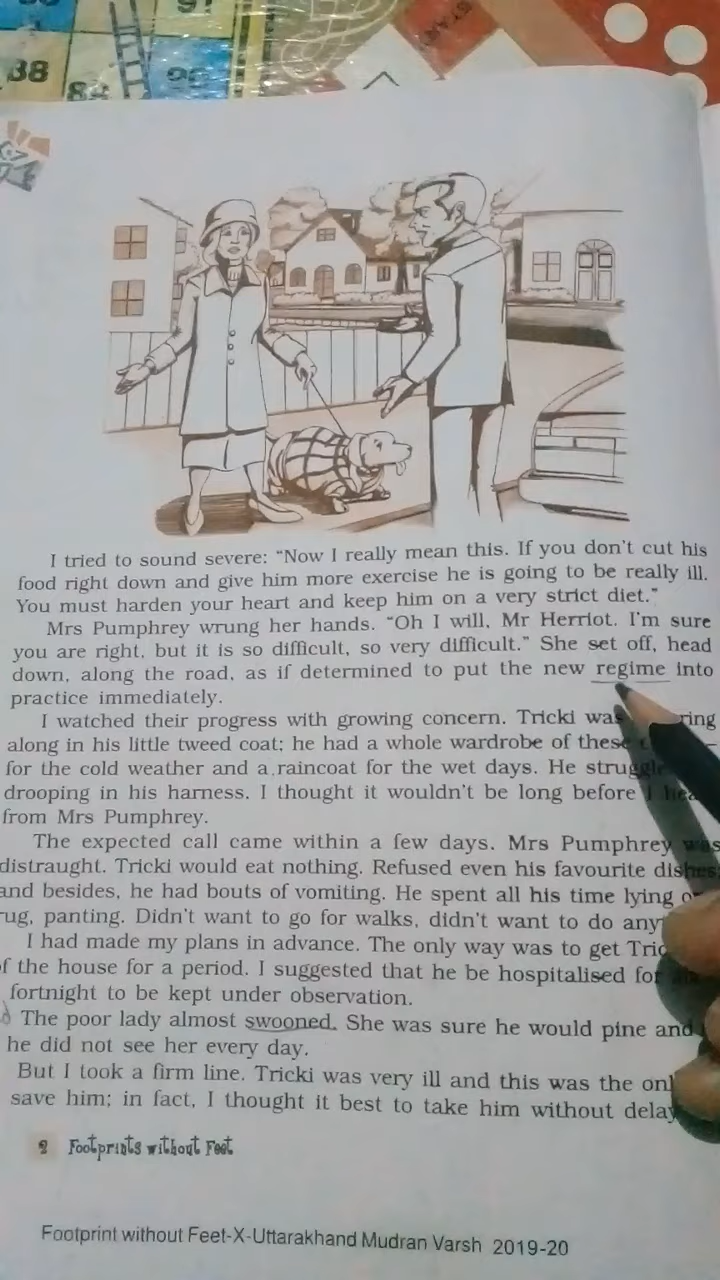 91
88
START
I tried to sound severe: “Now I really mean this. If you don't cut his
food right down and give him more exercise he is going to be really ill.
You must harden your heart and keep him on a very strict diet.”
Mrs Pumphrey wrung her hands. “Oh I will, Mr Herriot. I'm sure
you are right, but it is so difficult, so very difficult.” She set off, head
down, along the road, as if determined to put the new regime into
practice immediately.
I watched their progress with growing concern. Tricki was ring
along in his little tweed coat; he had a whole wardrobe of these –
for the cold weather and a raincoat for the wet days. He struggle
drooping in his harness. I thought it wouldn't be long before I
from Mrs Pumphrey.
The expected call came within a few days. Mrs Pumphrey was
distraught. Tricki would eat nothing. Refused even his favourite dishes;
and besides, he had bouts of vomiting. He spent all his time lying
rug, panting. Didn't want to go for walks, didn't want to do any
I had made my plans in advance. The only way was to get Tric
of the house for a period. I suggested that he be hospitalised for
fortnight to be kept under observation.
The poor lady almost swooned. She was sure he would pine and
he did not see her every day.
But I took a firm line. Tricki was very ill and this was the onl
save him; in fact, I thought it best to take him without delay
2 Footprints without Feet
Footprint without Feet-X-Uttarakhand Mudran Varsh 2019-20